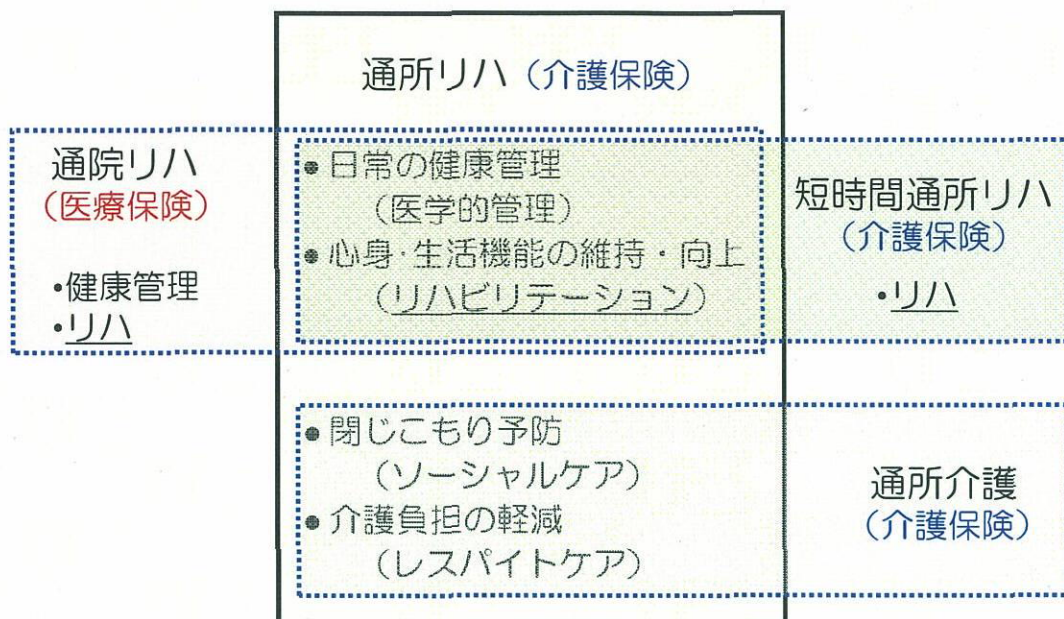 通所リハ（介護保険）
通院リハ
（医療保険）
•健康管理
•リハ
●日常の健康管理
（医学的管理）
●心身･生活機能の維持・向上
（リハビリテーション）
短時間通所リハ
（介護保険）
•リハ
●閉じこもり予防
（ソーシャルケア）
●介護負担の軽減
（レスパイトケア）
通所介護
（介護保険）